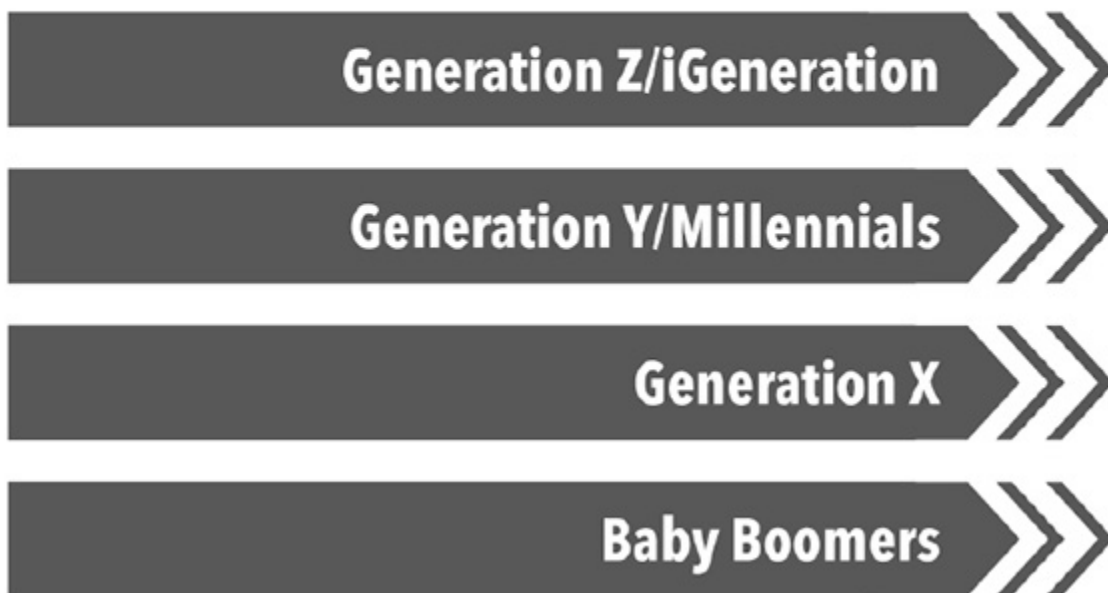 Generation Z/iGeneration
Generation Y/Millennials
Generation X
Baby Boomers